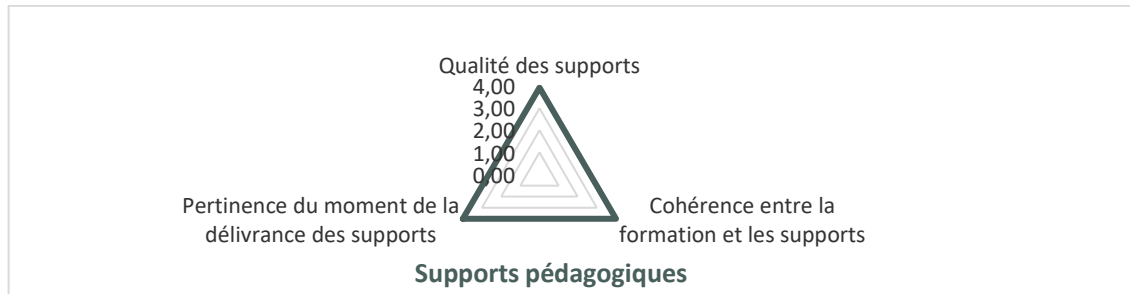 Qualité des supports
4,00
3,00
2,00
1,00
0,00
Pertinence du moment de la
délivrance des supports
Cohérence entre la
formation et les supports
Supports pédagogiques